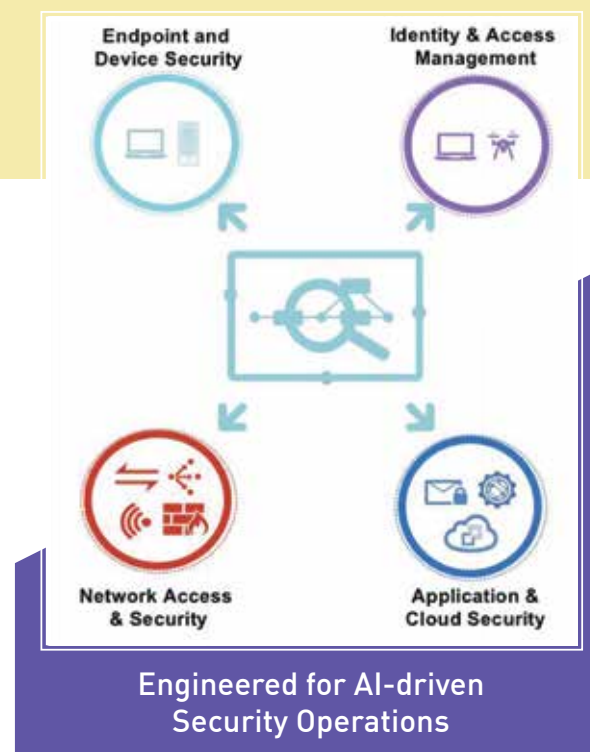 Endpoint and
Device Security
Identity & Access
Management
Network Access
& Security
Application &
Cloud Security
Engineered for AI-driven
Security Operations